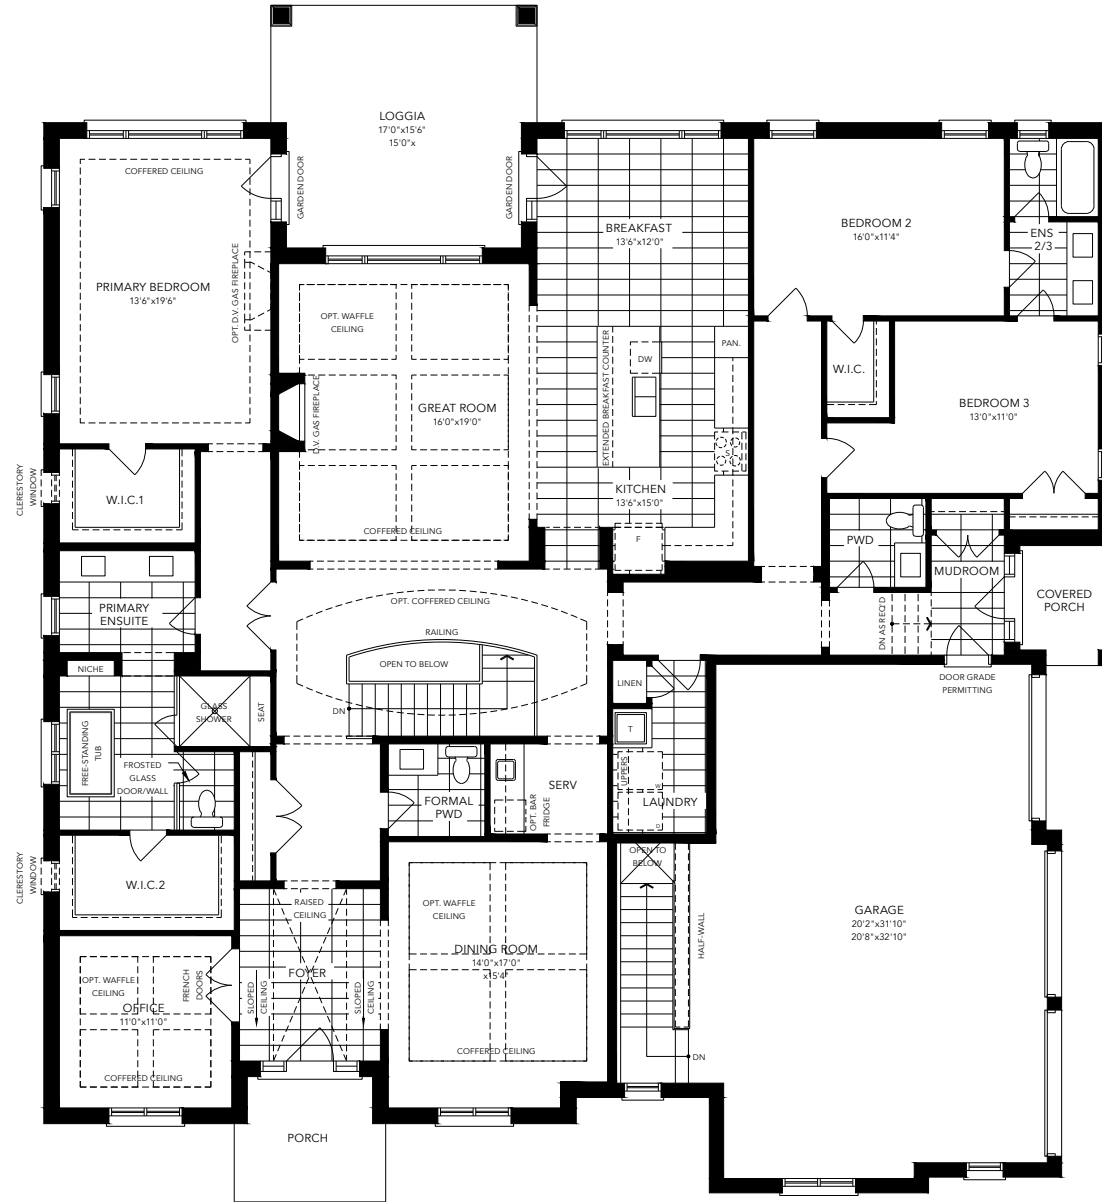 LOGGIA
17'0"x15'6"
15'0"x
COFFERED CEILING
GARDEN DOOR
GARDEN DOOR
BREAKFAST
13'6"x12'0"
BEDROOM 2
16'0"x11'4"
ENS
2/3
PRIMARY BEDROOM
13'6"x19'6"
OPT. D.V. GAS FIREPLACE
OPT. WAFFLE
CEILING
EXTENDED BREAKFAST COUNTER
DW
PAN.
W.I.C.
D.V. GAS FIREPLACE
GREAT ROOM
16'0"x19'0"
BEDROOM 3
13'0"x11'0"
S
CLERESTORY
WINDOW
W.I.C.1
KITCHEN
13'6"x15'0"
COFFERED CEILING
F
PWD
MUDROOM
COVERED
PORCH
PRIMARY
ENSUITE
OPT. COFFERED CEILING
RAILING
DN AS REQ'D
NICHE
OPEN TO BELOW
LINEN
DOOR GRADE
PERMITTING
GLASS
SHOWER
SEAT
DN
FREE-STANDING
TUB
T
FROSTED
GLASS
DOOR/WALL
UPPERS
W
D
FORMAL
PWD
SERV
OPT. BAR
FRIDGE
LAUNDRY
OPEN TO
BELOW
CLERESTORY
WINDOW
W.I.C.2
RAISED
CEILING
OPT. WAFFLE
CEILING
GARAGE
20'2"x31'10"
20'8"x32'10"
HALF-WALL
DINING ROOM
14'0"x17'0"
x15'4"
FOYER
FRENCH
DOORS
SLOPED
CEILING
SLOPED
CEILING
OPT. WAFFLE
CEILING
OFFICE
11'0"x11'0"
COFFERED CEILING
COFFERED CEILING
DN
PORCH